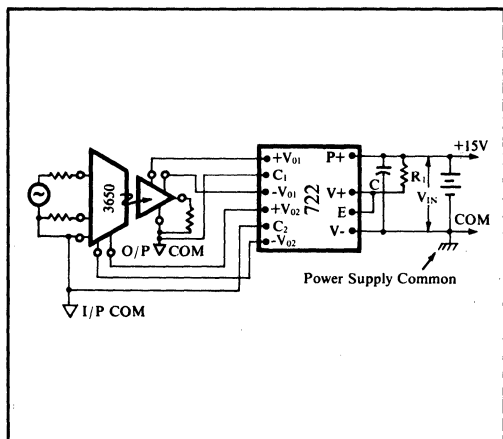 3650
O/P COM
I/P COM
+V01
C1
-V01
+V02
C2
-V02
722
P+
V+
E
V-
C
R1
VIN
+15V
COM
Power Supply Common